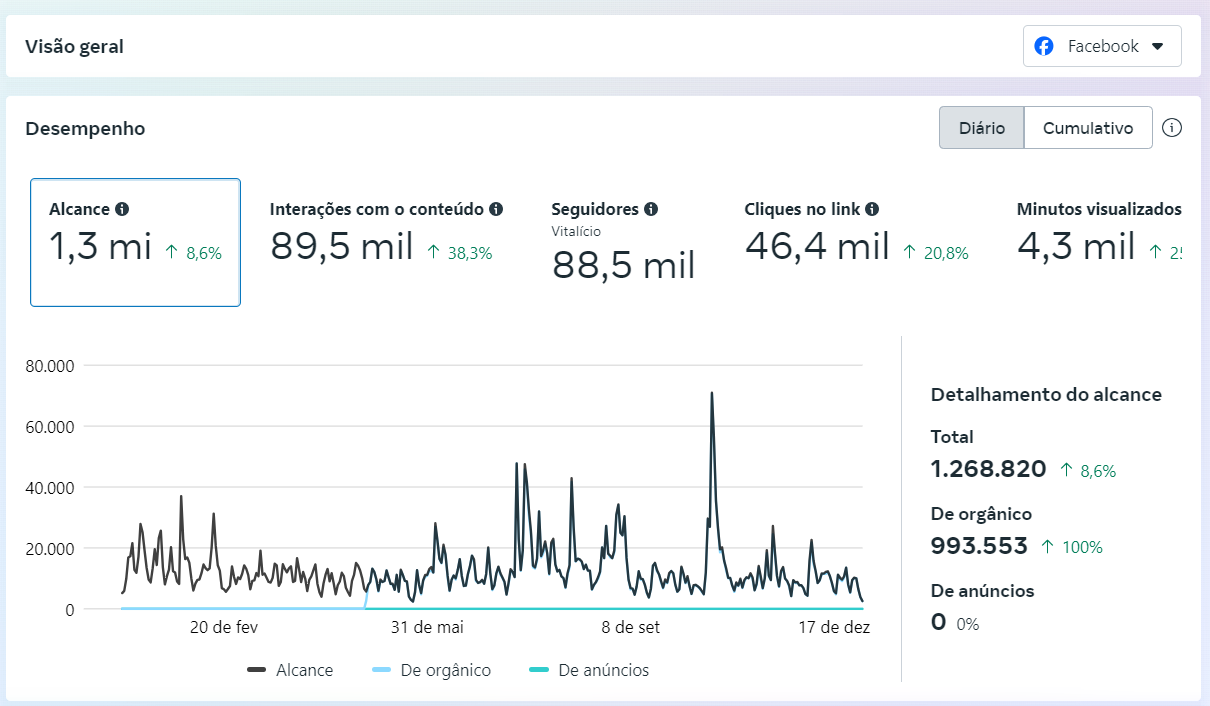 Visão geral
Facebook
Desempenho
Diário
Cumulativo
Alcance
1,3 mi ↑ 8,6%
Interações com o conteúdo
89,5 mil ↑ 38,3%
Seguidores
Vitalício
88,5 mil
Cliques no link
46,4 mil ↑ 20,8%
Minutos visualizados
4,3 mil ↑
80.000
60.000
40.000
20.000
0
20 de fev
31 de mai
8 de set
17 de dez
Alcance
De orgânico
De anúncios
Detalhamento do alcance
Total
1.268.820 ↑ 8,6%
De orgânico
993.553 ↑ 100%
De anúncios
0 0%